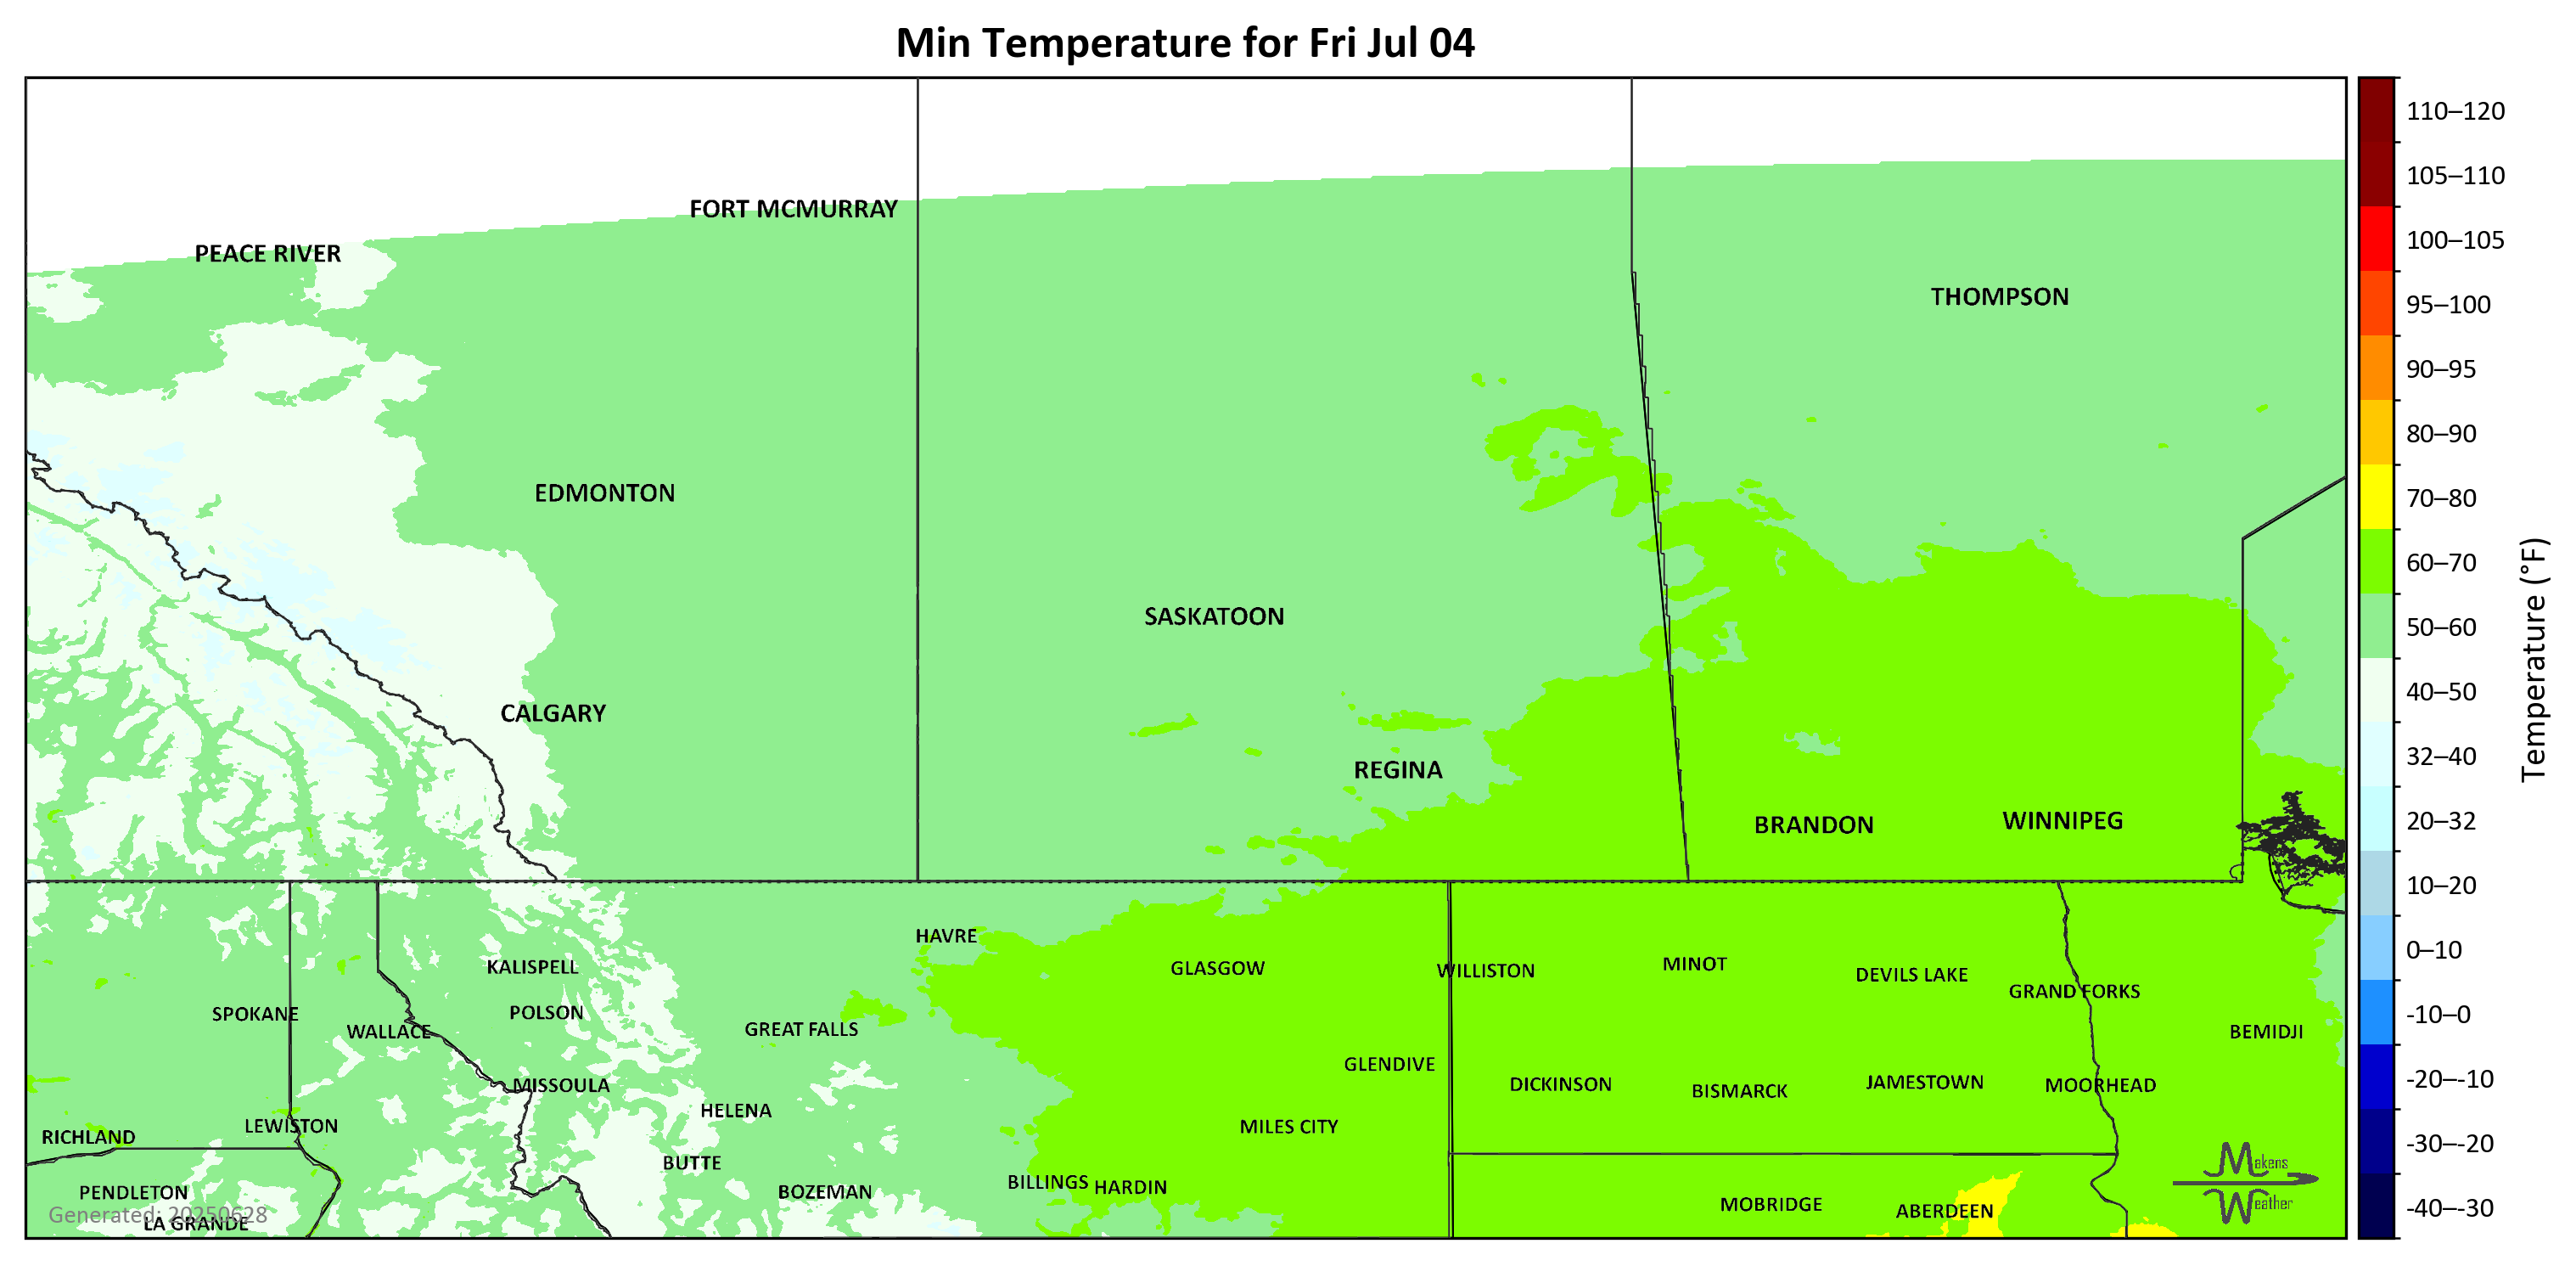 Min Temperature for Fri Jul 04
FORT MCMURRAY
PEACE RIVER
THOMPSON
EDMONTON
SASKATOON
CALGARY
REGINA
BRANDON
WINNIPEG
HAVRE
KALISPELL
GLASGOW
WILLISTON
MINOT
DEVILS LAKE
GRAND FORKS
SPOKANE
POLSON
WALLACE
GREAT FALLS
BEMIDJI
GLENDIVE
MISSOULA
DICKINSON
BISMARCK
JAMESTOWN
MOORHEAD
HELENA
LEWISTON
MILES CITY
RICHLAND
BUTTE
BILLINGS
HARDIN
PENDLETON
BOZEMAN
MOBRIDGE
ABERDEEN
LA GRANDE
Generated: 20250628
Makens
Weather
110–120
105–110
100–105
95–100
90–95
80–90
70–80
60–70
50–60
40–50
32–40
20–32
10–20
0–10
-10–0
-20–-10
-30–-20
-40–-30
Temperature (°F)